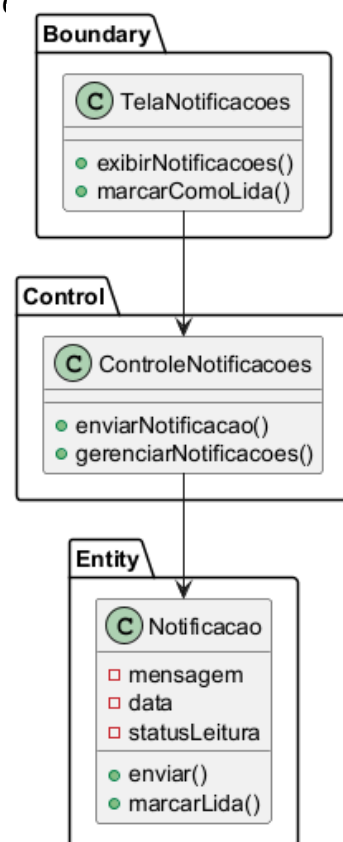 Boundary
C TelaNotificacoes
exibirNotificacoes()
marcarComoLida()
Control
C ControleNotificacoes
enviarNotificacao()
gerenciarNotificacoes()
Entity
C Notificacao
mensagem
data
statusLeitura
enviar()
marcarLida()